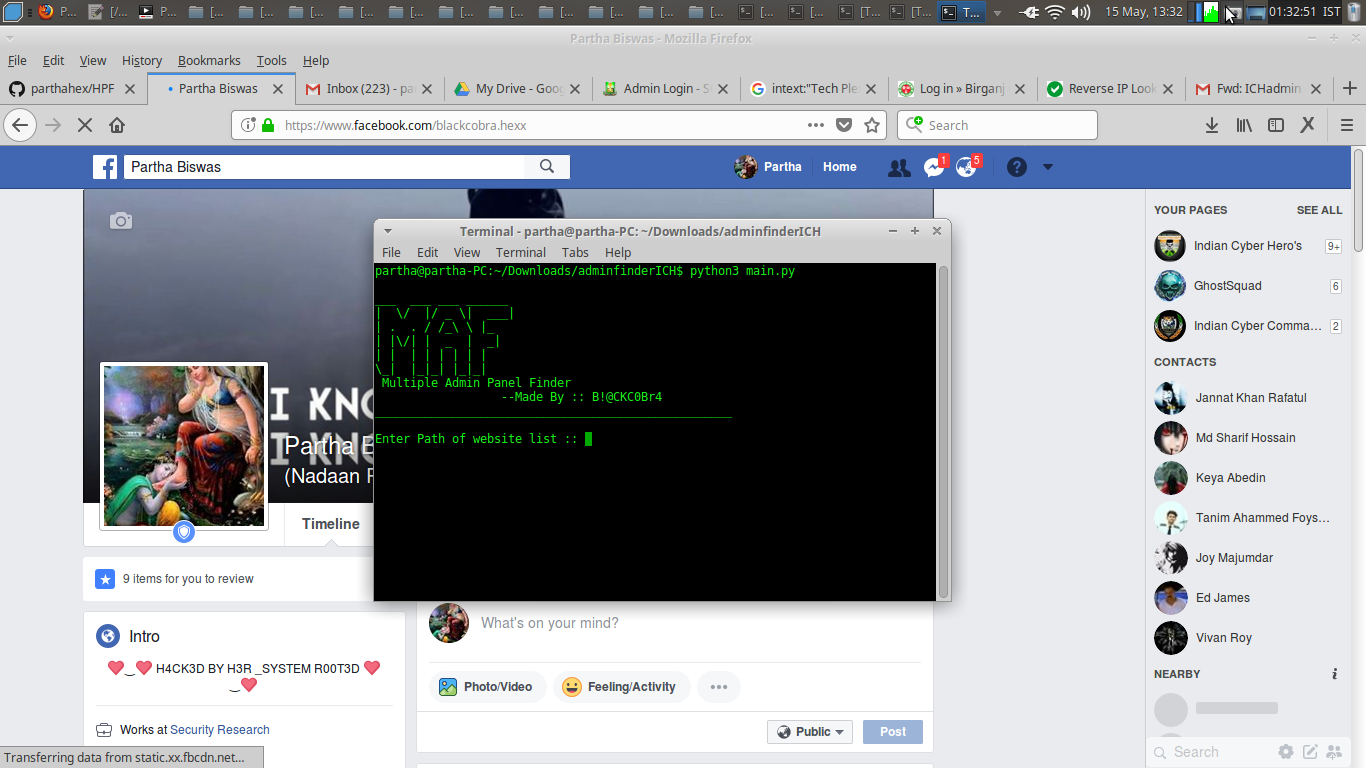 P...
[/...
P...
[...
[...
[...
[...
[...
[...
[...
[...
[...
[...
[...
[...
[T...
[T...
T...
15 May, 13:32
01:32:51 IST
Partha Biswas - Mozilla Firefox
File Edit View History Bookmarks Tools Help
parthahex/HPF
Partha Biswas
Inbox (223) - pa
My Drive - Goog
Admin Login - S
intext:"Tech Ple
Log in » Birganj
Reverse IP Look
Fwd: ICHadmin
https://www.facebook.com/blackcobra.hexx
Search
Partha Biswas
Partha Home 1 5
YOUR PAGES SEE ALL
Indian Cyber Hero's 9+
GhostSquad 6
Indian Cyber Comma... 2
CONTACTS
Jannat Khan Rafatul
Md Sharif Hossain
Keya Abedin
Tanim Ahammed Foys...
Joy Majumdar
Ed James
Vivan Roy
NEARBY
Search
Terminal - partha@partha-PC: ~/Downloads/adminfinderICH
File Edit View Terminal Tabs Help
partha@partha-PC:~/Downloads/adminfinderICH$ python3 main.py
MAF
Multiple Admin Panel Finder
--Made By :: B!@CKC0Br4
Enter Path of website list ::
I KNO
I KN
Partha B
(Nadaan
Timeline
9 items for you to review
Intro
❤‿❤ H4CK3D BY H3R _SYSTEM R00T3D ❤
‿❤
Works at Security Research
What's on your mind?
Photo/Video
Feeling/Activity
Public
Post
Transferring data from static.xx.fbcdn.net...